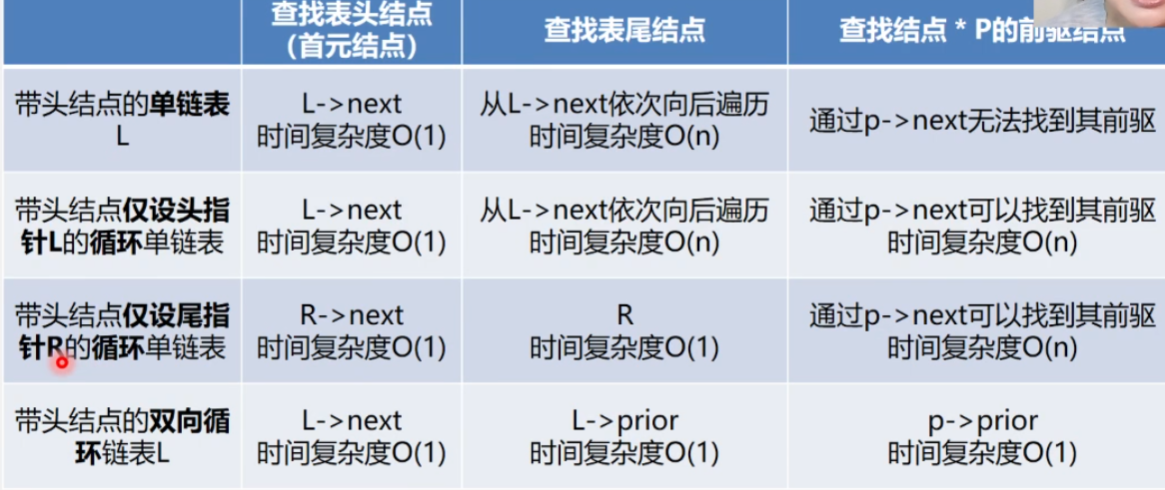 查找表头结点
（首元结点）
查找表尾结点
查找结点 * P的前驱结点
带头结点的单链表
L
L->next
时间复杂度O(1)
从L->next依次向后遍历
时间复杂度O(n)
通过p->next无法找到其前驱
带头结点仅设头指
针L的循环单链表
L->next
时间复杂度O(1)
从L->next依次向后遍历
时间复杂度O(n)
通过p->next可以找到其前驱
时间复杂度O(n)
带头结点仅设尾指
针R的循环单链表
R->next
时间复杂度O(1)
R
时间复杂度O(1)
通过p->next可以找到其前驱
时间复杂度O(n)
带头结点的双向循
环链表L
L->next
时间复杂度O(1)
L->prior
时间复杂度O(1)
p->prior
时间复杂度O(1)